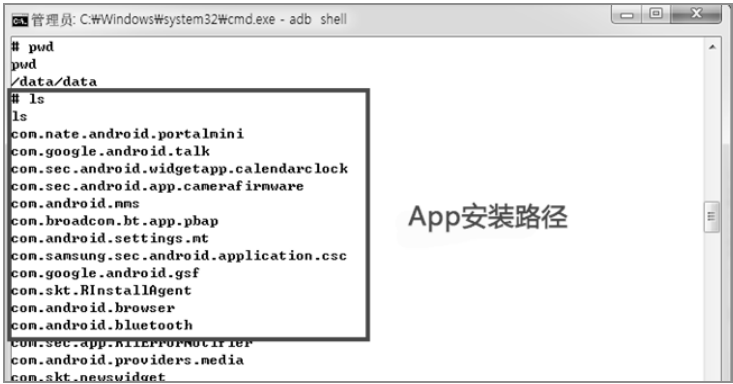 管理员: C:₩Windows₩system32₩cmd.exe - adb shell
# pwd
pwd
/data/data
# ls
ls
com.nate.android.portalmini
com.google.android.talk
com.sec.android.widgetapp.calendarclock
com.sec.android.app.camerafirmware
com.android.mms
com.broadcom.bt.app.pbap
com.android.settings.mt
com.samsung.sec.android.application.csc
com.google.android.gsf
com.skt.RInstallAgent
com.android.browser
com.android.bluetooth
com.sec.app.RilErrorNotifier
com.android.providers.media
com.skt.newswidget
App安装路径